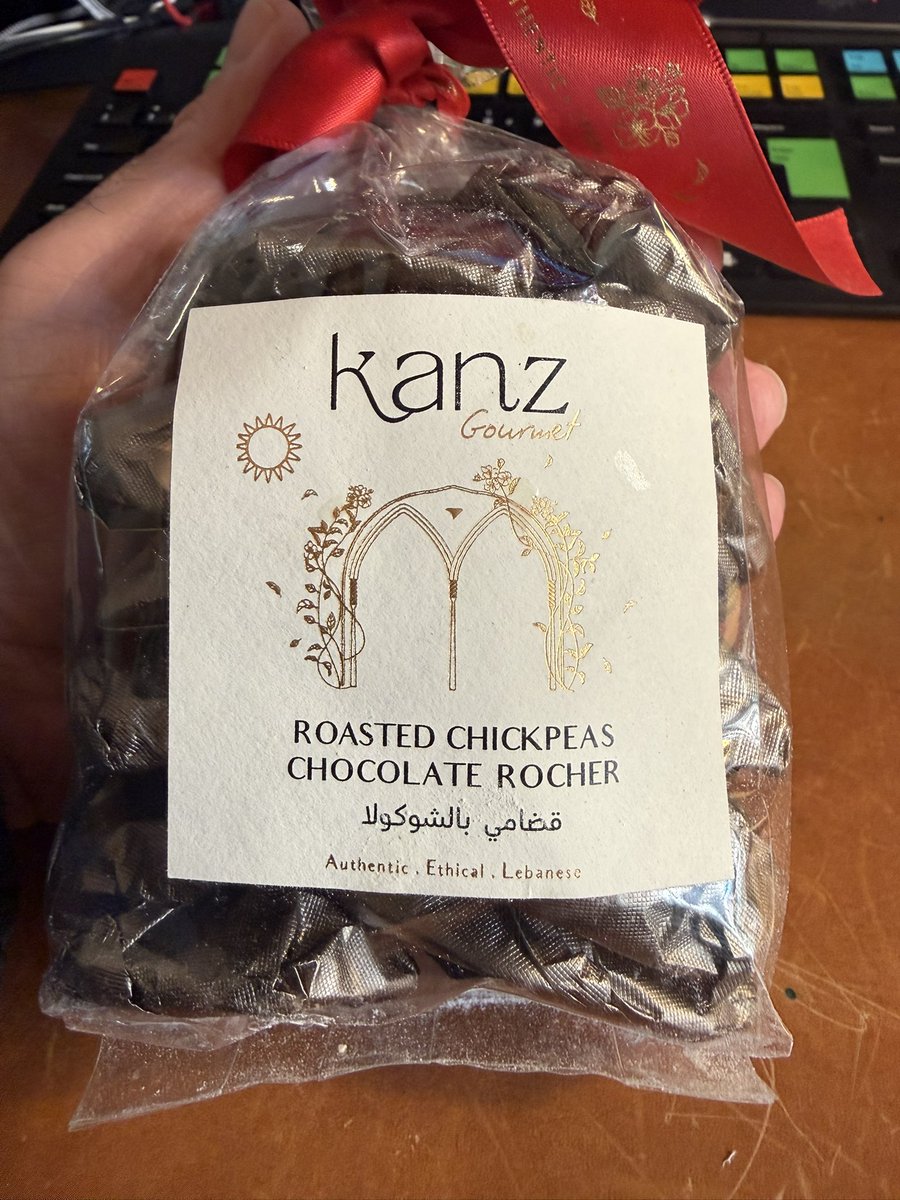 kanz
Gourmet
ROASTED CHICKPEAS
CHOCOLATE ROCHER
قضامي بالشوكولا
Authentic . Ethical . Lebanese